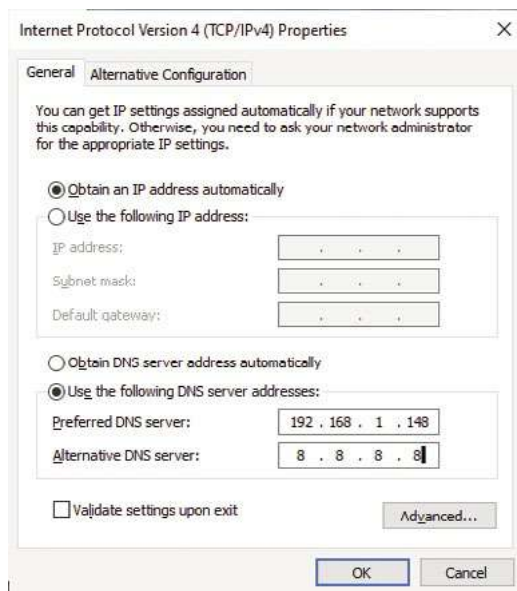 Internet Protocol Version 4 (TCP/IPv4) Properties
General Alternative Configuration
You can get IP settings assigned automatically if your network supports
this capability. Otherwise, you need to ask your network administrator
for the appropriate IP settings.
Obtain an IP address automatically
Use the following IP address:
IP address: . . .
Subnet mask: . . .
Default gateway: . . .
Obtain DNS server address automatically
Use the following DNS server addresses:
Preferred DNS server: 192 . 168 . 1 . 148
Alternative DNS server: 8 . 8 . 8 . 8
Validate settings upon exit
Advanced...
OK Cancel